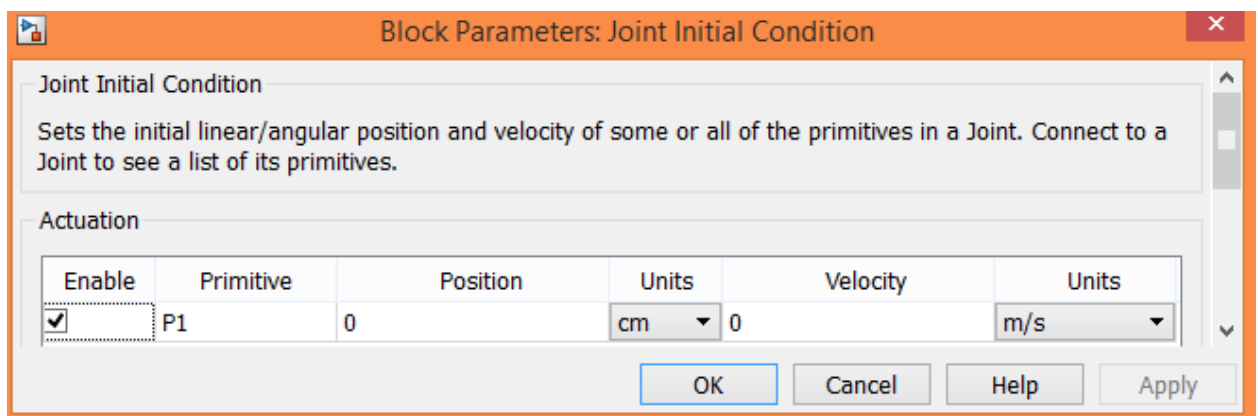 Block Parameters: Joint Initial Condition
Joint Initial Condition
Sets the initial linear/angular position and velocity of some or all of the primitives in a Joint. Connect to a
Joint to see a list of its primitives.
Actuation
Enable Primitive Position Units Velocity Units
P1 0 cm 0 m/s
OK Cancel Help Apply